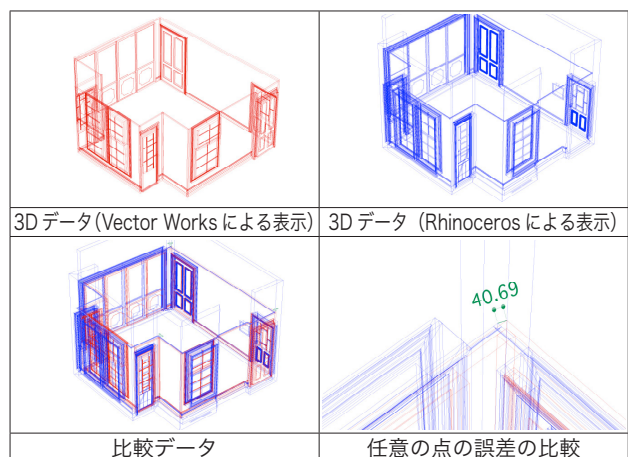 3D データ(Vector Works による表示)
3D データ（Rhinoceros による表示）
40.69
比較データ
任意の点の誤差の比較